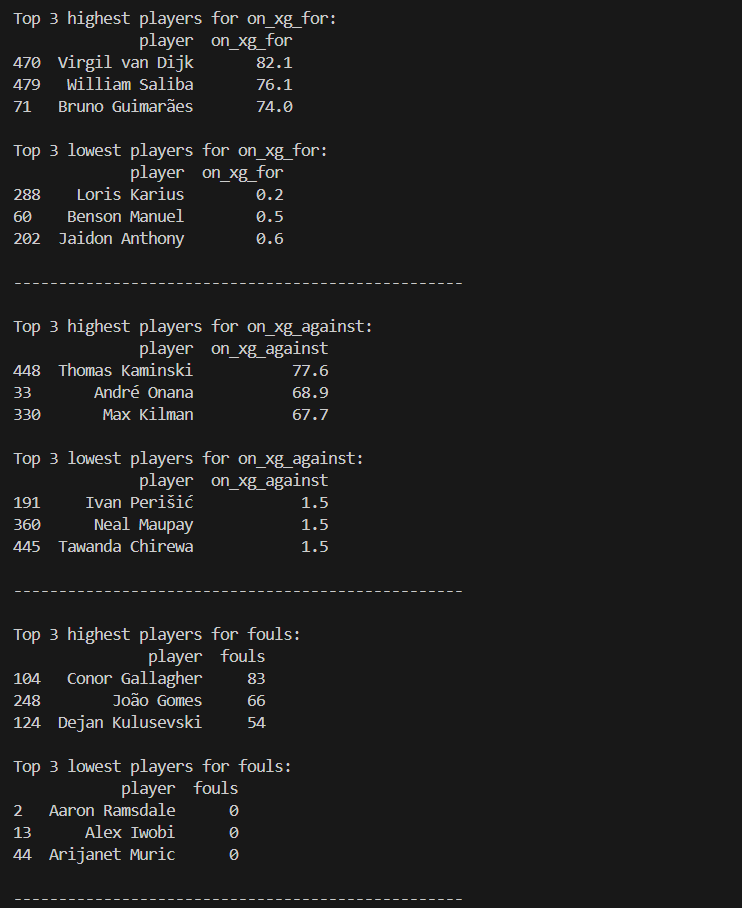 Top 3 highest players for on_xg_for:
player on_xg_for
470 Virgil van Dijk 82.1
479 William Saliba 76.1
71 Bruno Guimarães 74.0
Top 3 lowest players for on_xg_for:
player on_xg_for
288 Loris Karius 0.2
60 Benson Manuel 0.5
202 Jaidon Anthony 0.6
--------------------------------------------------
Top 3 highest players for on_xg_against:
player on_xg_against
448 Thomas Kaminski 77.6
33 André Onana 68.9
330 Max Kilman 67.7
Top 3 lowest players for on_xg_against:
player on_xg_against
191 Ivan Perišić 1.5
360 Neal Maupay 1.5
445 Tawanda Chirewa 1.5
--------------------------------------------------
Top 3 highest players for fouls:
player fouls
104 Conor Gallagher 83
248 João Gomes 66
124 Dejan Kulusevski 54
Top 3 lowest players for fouls:
player fouls
2 Aaron Ramsdale 0
13 Alex Iwobi 0
44 Arijanet Muric 0
--------------------------------------------------